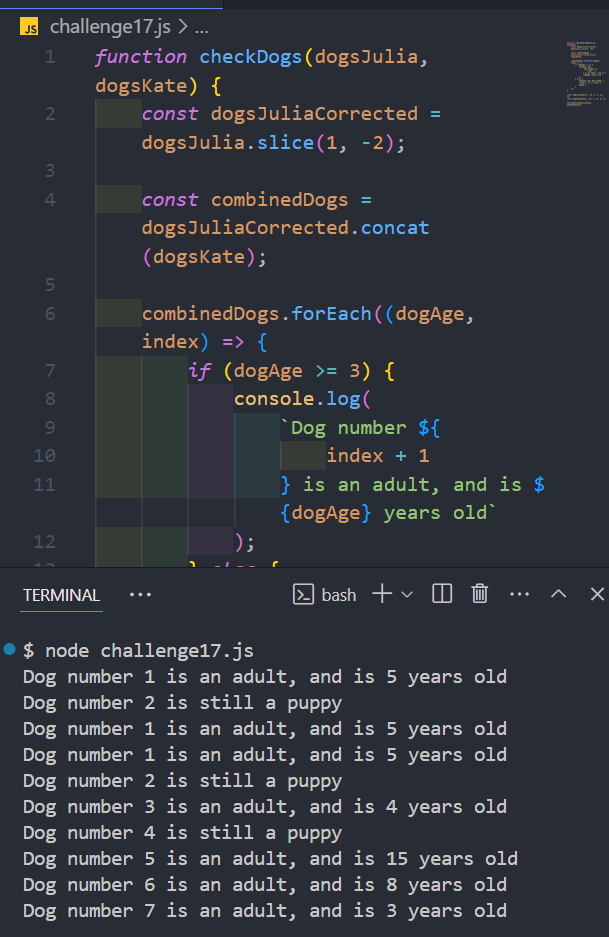 JS challenge17.js > ...
1 function checkDogs(dogsJulia,
dogsKate) {
2 const dogsJuliaCorrected =
dogsJulia.slice(1, -2);
3
4 const combinedDogs =
dogsJuliaCorrected.concat
(dogsKate);
5
6 combinedDogs.forEach((dogAge,
index) => {
7 if (dogAge >= 3) {
8 console.log(
9 `Dog number ${
10 index + 1
11 } is an adult, and is $
{dogAge} years old`
12 );
13 } else {
TERMINAL ··· bash
$ node challenge17.js
Dog number 1 is an adult, and is 5 years old
Dog number 2 is still a puppy
Dog number 1 is an adult, and is 5 years old
Dog number 1 is an adult, and is 5 years old
Dog number 2 is still a puppy
Dog number 3 is an adult, and is 4 years old
Dog number 4 is still a puppy
Dog number 5 is an adult, and is 15 years old
Dog number 6 is an adult, and is 8 years old
Dog number 7 is an adult, and is 3 years old